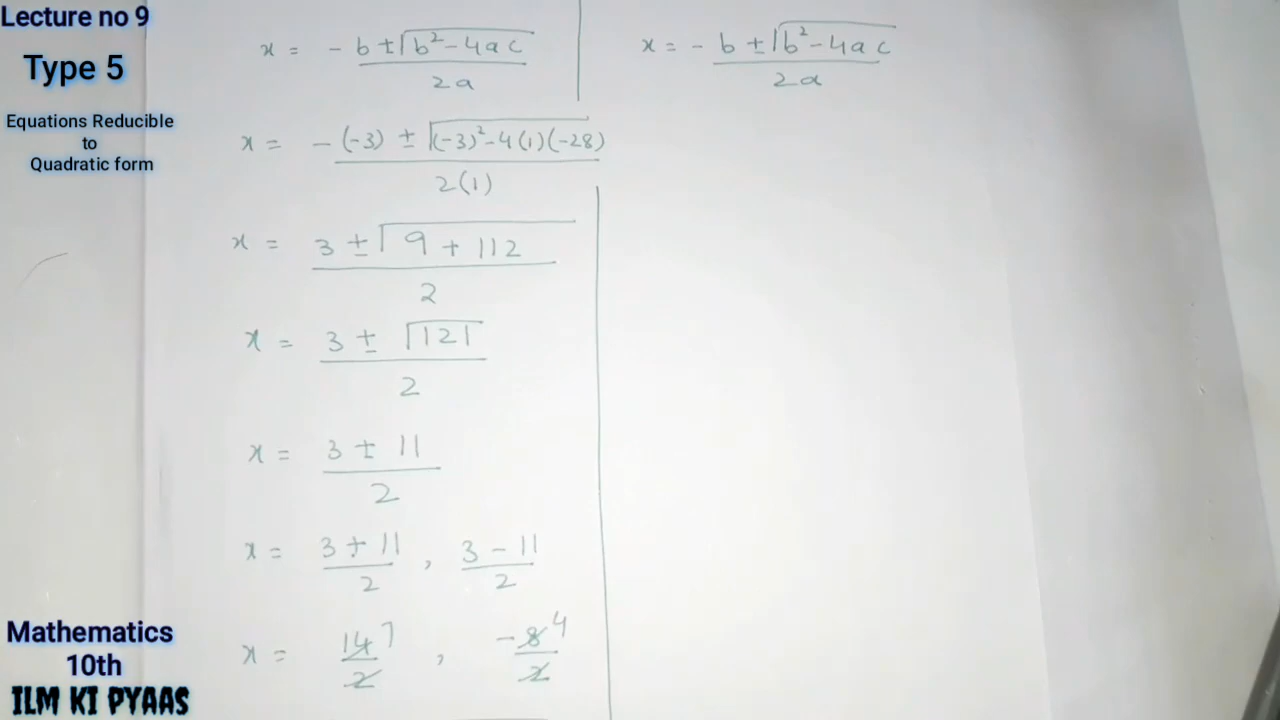 Lecture no 9
Type 5
Equations Reducible
to
Quadratic form
x = -b ±√b²-4ac
2a
x = -(-3) ± √(-3)²-4(1)(-28)
2(1)
x = 3 ± √9 + 112
2
x = 3 ± √121
2
x = 3 ± 11
2
x = 3 + 11 , 3 - 11
2 2
x = 14 7 , -8 4
2 2
x = -b ±√b²-4ac
2a
Mathematics
10th
ILM KI PYAAS